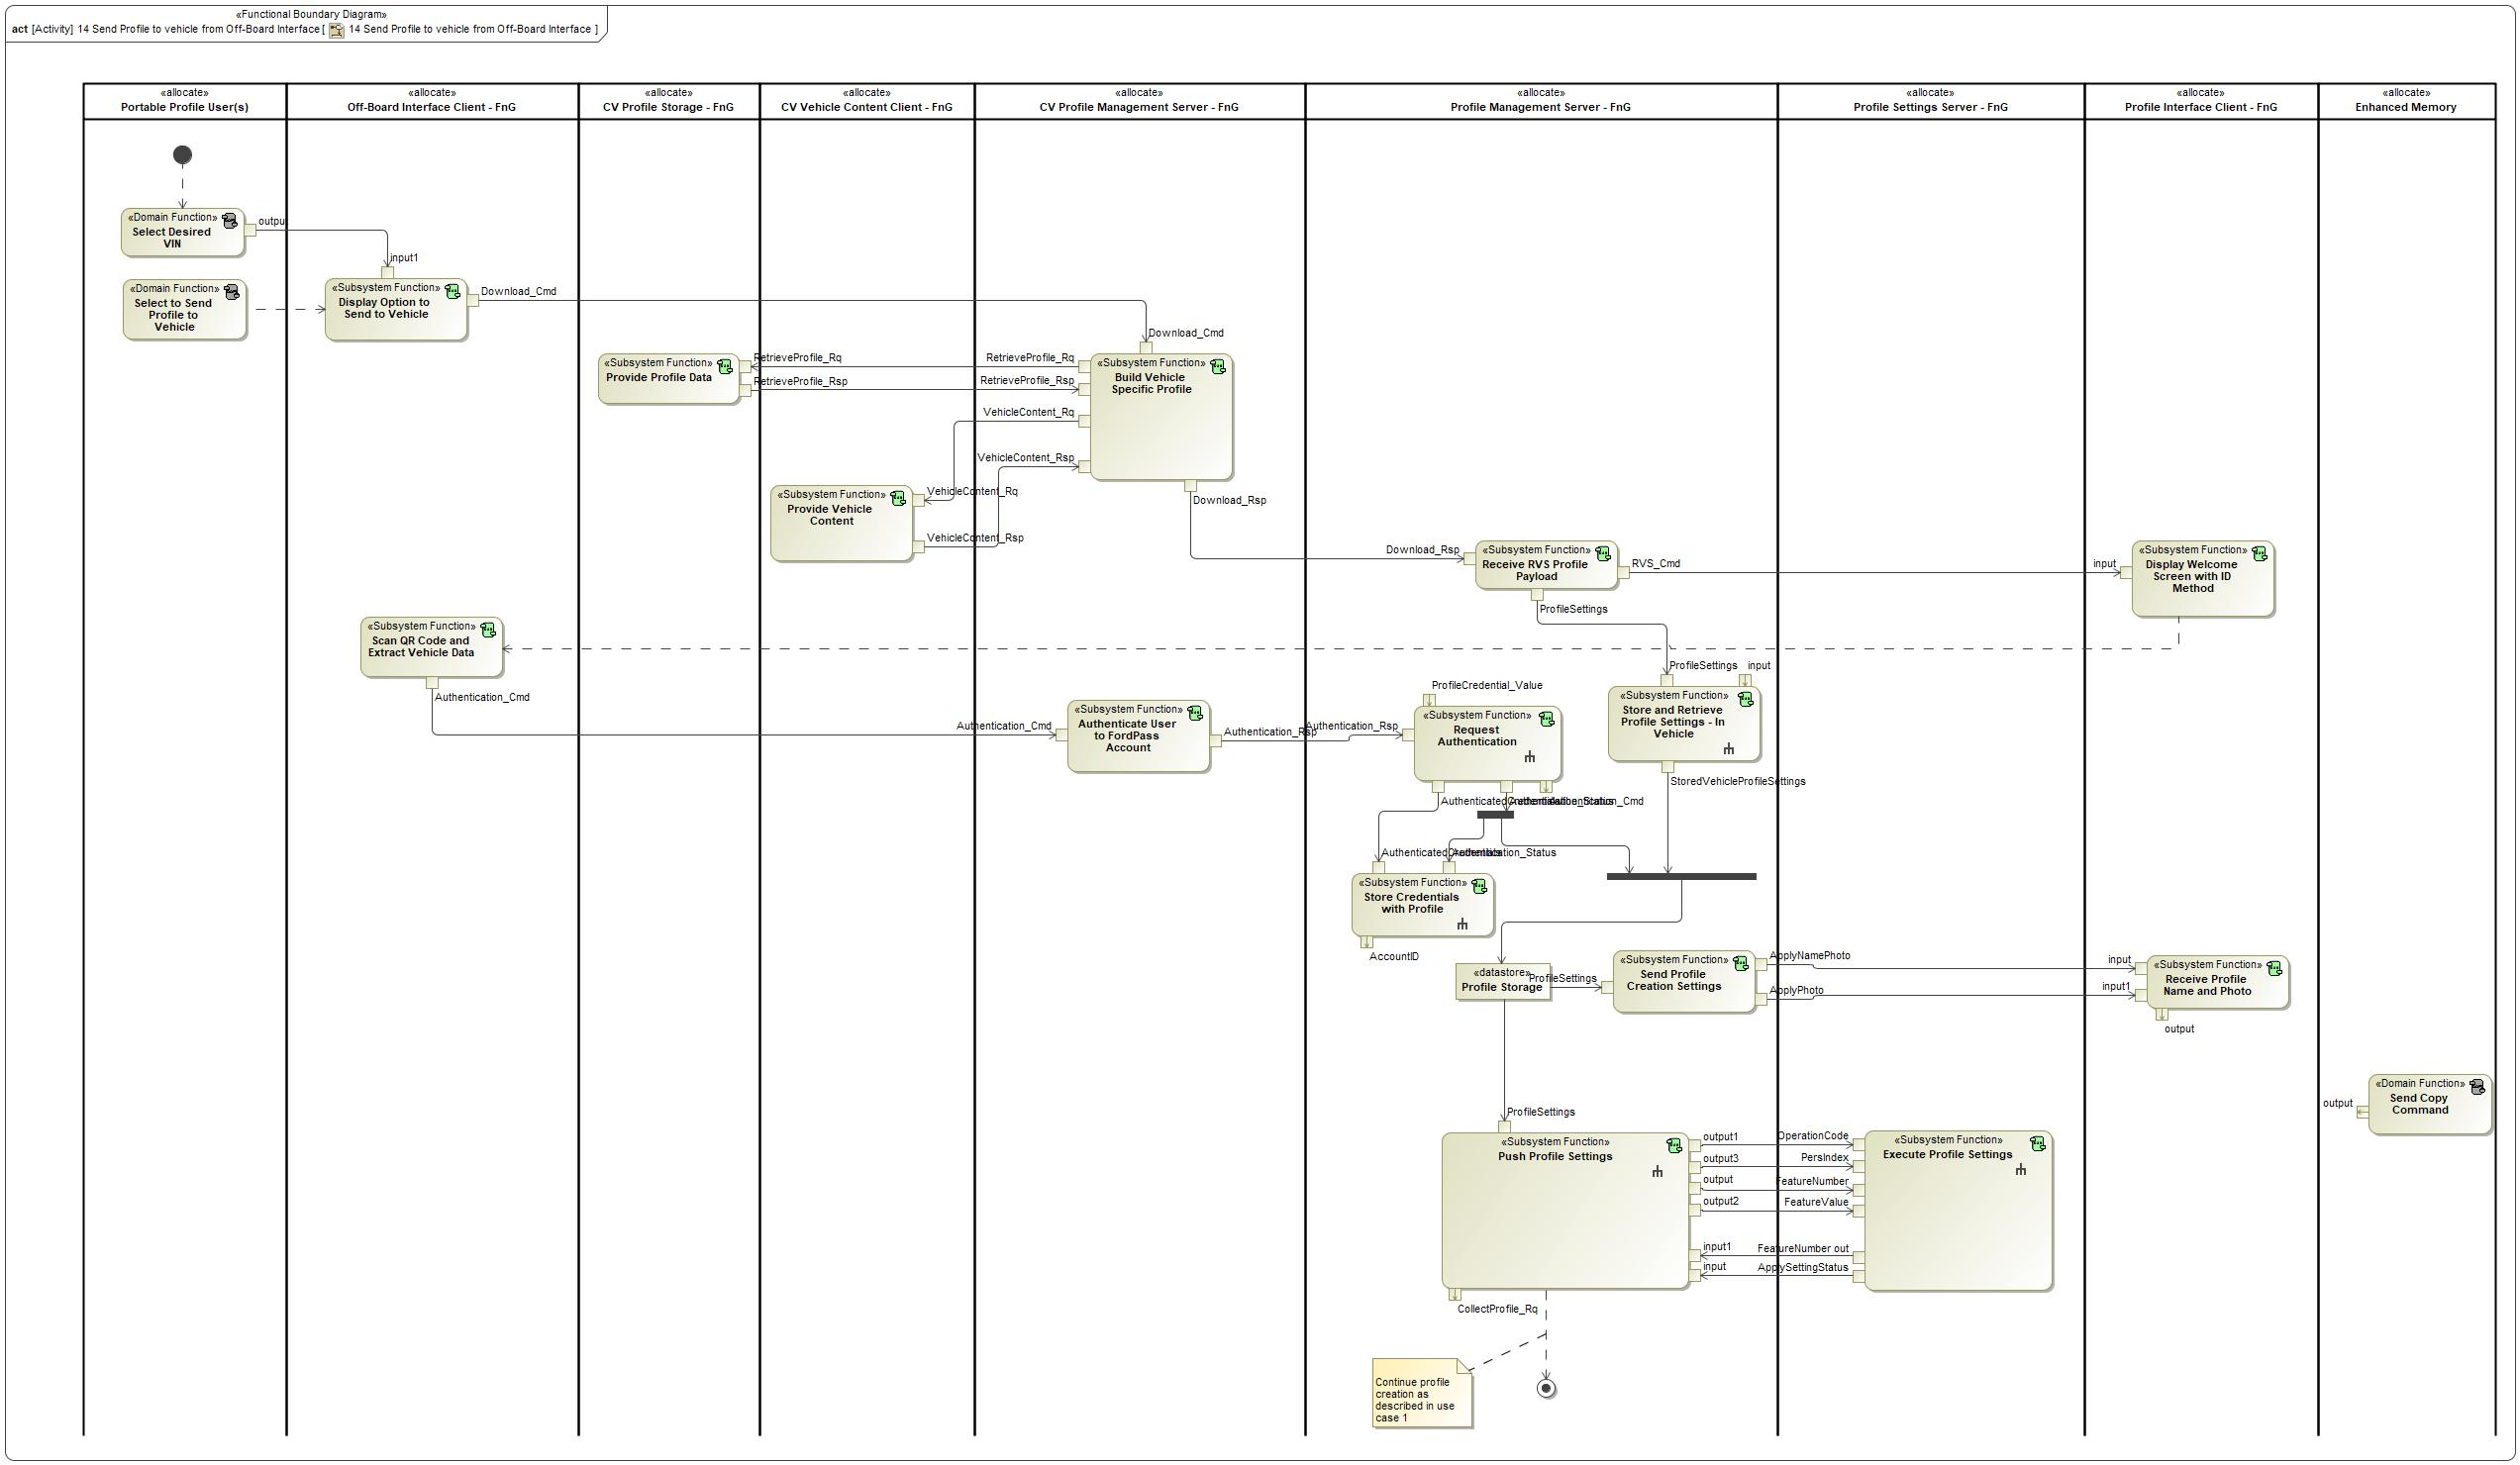 «Functional Boundary Diagram»
act [Activity] 14 Send Profile to vehicle from Off-Board Interface [ 14 Send Profile to vehicle from Off-Board Interface ]
«allocate»
Portable Profile User(s)
«allocate»
Off-Board Interface Client - FnG
«allocate»
CV Profile Storage - FnG
«allocate»
CV Vehicle Content Client - FnG
«allocate»
CV Profile Management Server - FnG
«allocate»
Profile Management Server - FnG
«allocate»
Profile Settings Server - FnG
«allocate»
Profile Interface Client - FnG
«allocate»
Enhanced Memory
«Domain Function»
Select Desired
VIN
outpu
input1
«Domain Function»
Select to Send
Profile to
Vehicle
«Subsystem Function»
Display Option to
Send to Vehicle
Download_Cmd
Download_Cmd
«Subsystem Function»
Provide Profile Data
RetrieveProfile_Rq
RetrieveProfile_Rq
RetrieveProfile_Rsp
RetrieveProfile_Rsp
«Subsystem Function»
Build Vehicle
Specific Profile
VehicleContent_Rq
VehicleContent_Rsp
«Subsystem Function»
Provide Vehicle
Content
VehicleContent_Rq
VehicleContent_Rsp
Download_Rsp
Download_Rsp
«Subsystem Function»
Receive RVS Profile
Payload
RVS_Cmd
input
«Subsystem Function»
Display Welcome
Screen with ID
Method
ProfileSettings
«Subsystem Function»
Scan QR Code and
Extract Vehicle Data
Authentication_Cmd
Authentication_Cmd
«Subsystem Function»
Authenticate User
to FordPass
Account
Authentication_Rsp
Authentication_Rsp
ProfileCredential_Value
«Subsystem Function»
Request
Authentication
ProfileSettings
input
«Subsystem Function»
Store and Retrieve
Profile Settings - In
Vehicle
StoredVehicleProfileSettings
«Subsystem Function»
Store Credentials
with Profile
AccountID
«datastore»
Profile Storage
ProfileSettings
«Subsystem Function»
Send Profile
Creation Settings
ApplyNamePhoto
ApplyPhoto
input
input1
«Subsystem Function»
Receive Profile
Name and Photo
output
«Domain Function»
Send Copy
Command
output
ProfileSettings
«Subsystem Function»
Push Profile Settings
output1
output3
output
output2
input1
input
OperationCode
PersIndex
FeatureNumber
FeatureValue
FeatureNumber out
ApplySettingStatus
«Subsystem Function»
Execute Profile Settings
CollectProfile_Rq
Continue profile
creation as
described in use
case 1